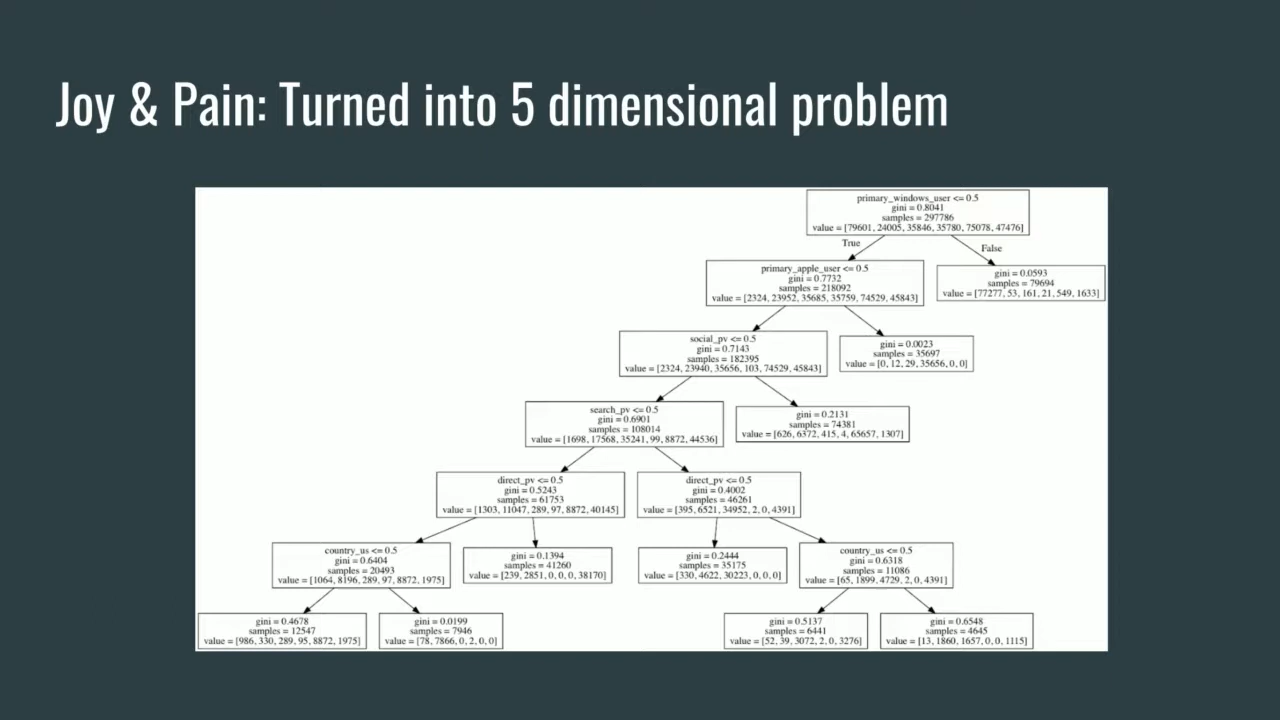 Joy & Pain: Turned into 5 dimensional problem
primary_windows_user <= 0.5
gini = 0.8041
samples = 297786
value = [79601, 24005, 35846, 35780, 75078, 47476]
True
False
primary_apple_user <= 0.5
gini = 0.7732
samples = 218092
value = [2324, 23952, 35685, 35759, 74529, 45843]
gini = 0.0593
samples = 79694
value = [77277, 53, 161, 21, 549, 1633]
social_pv <= 0.5
gini = 0.7143
samples = 182395
value = [2324, 23940, 35656, 103, 74529, 45843]
gini = 0.0023
samples = 35697
value = [0, 12, 29, 35656, 0, 0]
search_pv <= 0.5
gini = 0.6901
samples = 108014
value = [1698, 17568, 35241, 99, 8872, 44536]
gini = 0.2131
samples = 74381
value = [626, 6372, 415, 4, 65657, 1307]
direct_pv <= 0.5
gini = 0.5243
samples = 61753
value = [1303, 11047, 289, 97, 8872, 40145]
direct_pv <= 0.5
gini = 0.4002
samples = 46261
value = [395, 6521, 34952, 2, 0, 4391]
country_us <= 0.5
gini = 0.6404
samples = 20493
value = [1064, 8196, 289, 97, 8872, 1975]
gini = 0.1394
samples = 41260
value = [239, 2851, 0, 0, 0, 38170]
gini = 0.2444
samples = 35175
value = [330, 4622, 30223, 0, 0, 0]
country_us <= 0.5
gini = 0.6318
samples = 11086
value = [65, 1899, 4729, 2, 0, 4391]
gini = 0.4678
samples = 12547
value = [986, 330, 289, 95, 8872, 1975]
gini = 0.0199
samples = 7946
value = [78, 7866, 0, 2, 0, 0]
gini = 0.5137
samples = 6441
value = [52, 39, 3072, 2, 0, 3276]
gini = 0.6548
samples = 4645
value = [13, 1860, 1657, 0, 0, 1115]